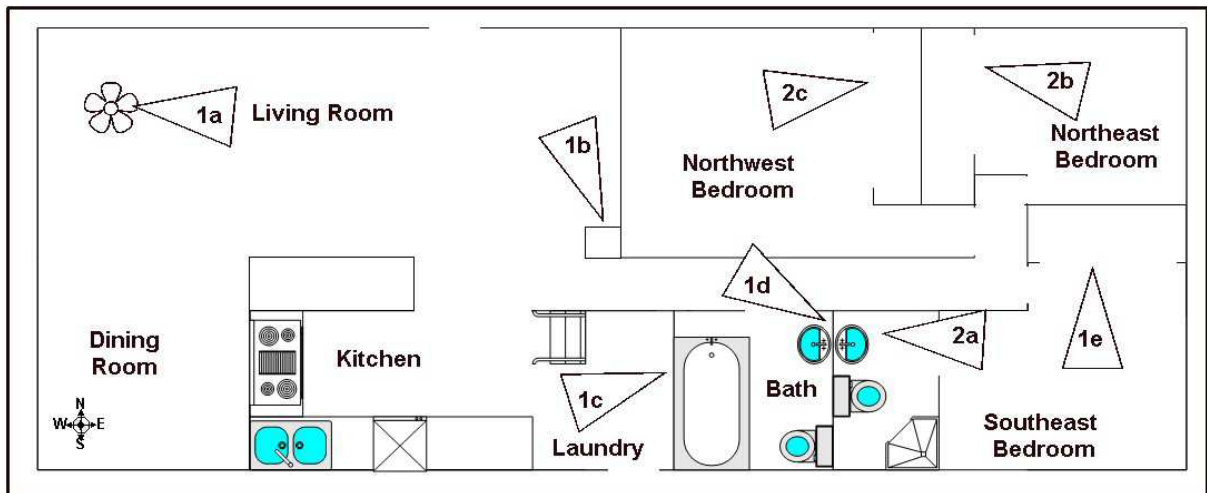 1a
Living Room
1b
2c
Northwest
Bedroom
2b
Northeast
Bedroom
1d
Dining
Room
Kitchen
1c
Laundry
Bath
2a
1e
Southeast
Bedroom
N
W E
S